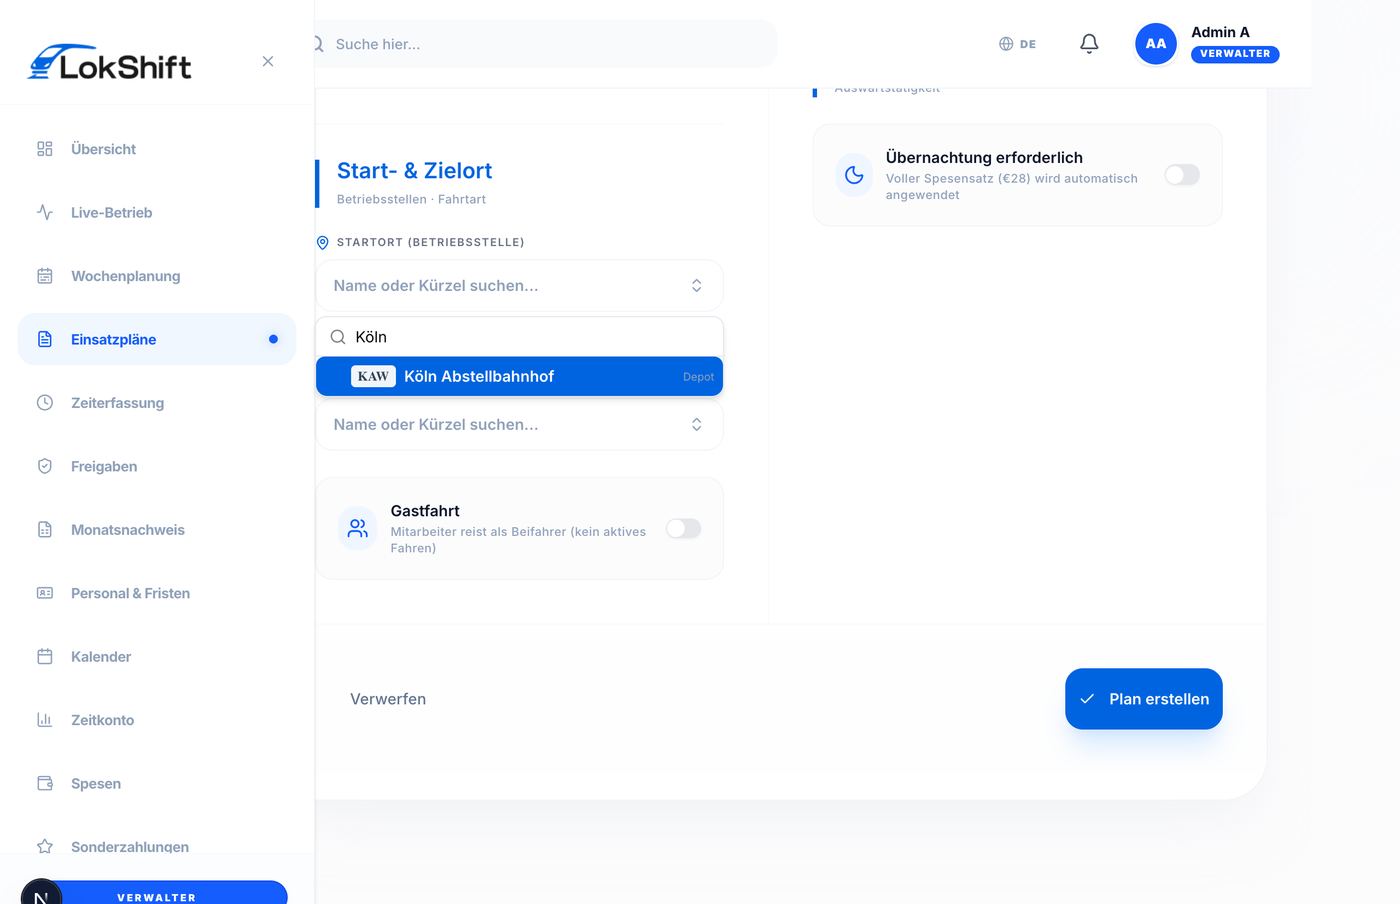 LokShift
Suche hier...
DE
AA
Admin A
VERWALTER
Übersicht
Live-Betrieb
Wochenplanung
Einsatzpläne
Zeiterfassung
Freigaben
Monatsnachweis
Personal & Fristen
Kalender
Zeitkonto
Spesen
Sonderzahlungen
N
VERWALTER
Start- & Zielort
Betriebsstellen · Fahrtart
STARTORT (BETRIEBSSTELLE)
Name oder Kürzel suchen...
Köln
KAW Köln Abstellbahnhof Depot
Name oder Kürzel suchen...
Gastfahrt
Mitarbeiter reist als Beifahrer (kein aktives
Fahren)
Auswärtstätigkeit
Übernachtung erforderlich
Voller Spesensatz (€28) wird automatisch
angewendet
Verwerfen
Plan erstellen